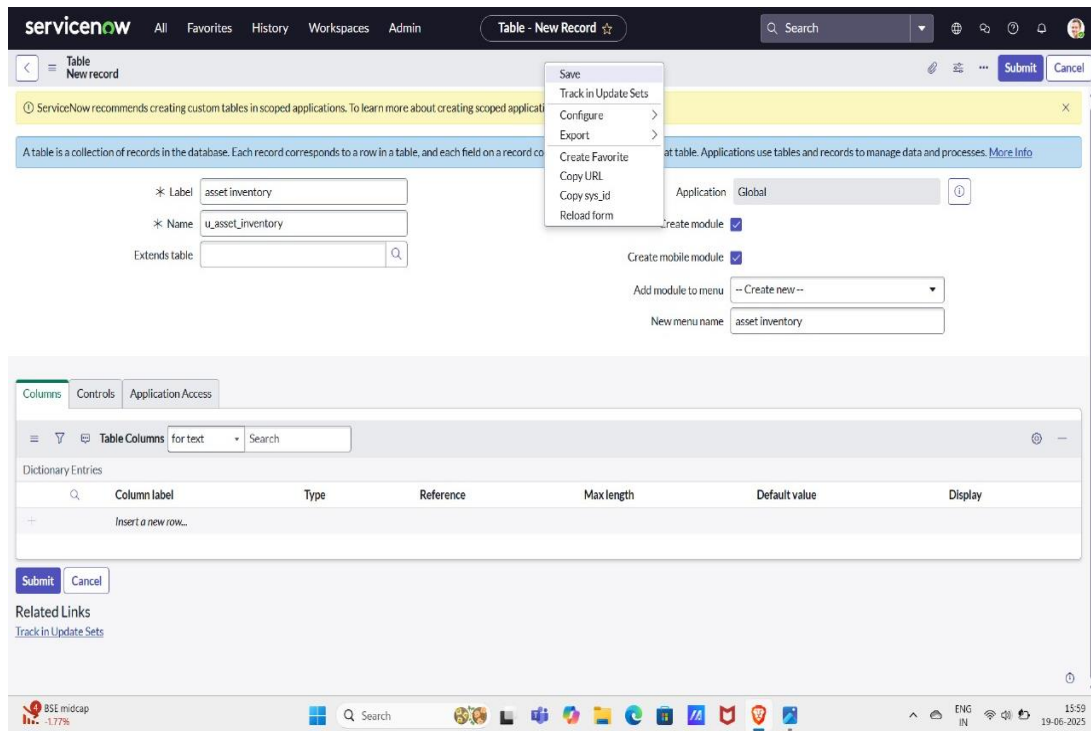 servicenow All Favorites History Workspaces Admin Table - New Record Search
Table
New record
Submit Cancel
Save
Track in Update Sets
Configure
Export
Create Favorite
Copy URL
Copy sys_id
Reload form
ServiceNow recommends creating custom tables in scoped applications. To learn more about creating scoped applicati
A table is a collection of records in the database. Each record corresponds to a row in a table, and each field on a record co at table. Applications use tables and records to manage data and processes. More Info
Label asset inventory
Name u_asset_inventory
Extends table
Application Global
Create module
Create mobile module
Add module to menu -- Create new --
New menu name asset inventory
Columns Controls Application Access
Table Columns for text Search
Dictionary Entries
Column label Type Reference Max length Default value Display
Insert a new row...
Submit Cancel
Related Links
Track in Update Sets
4 BSE midcap
-1.77%
Search
ENG
IN
15:59
19-06-2025